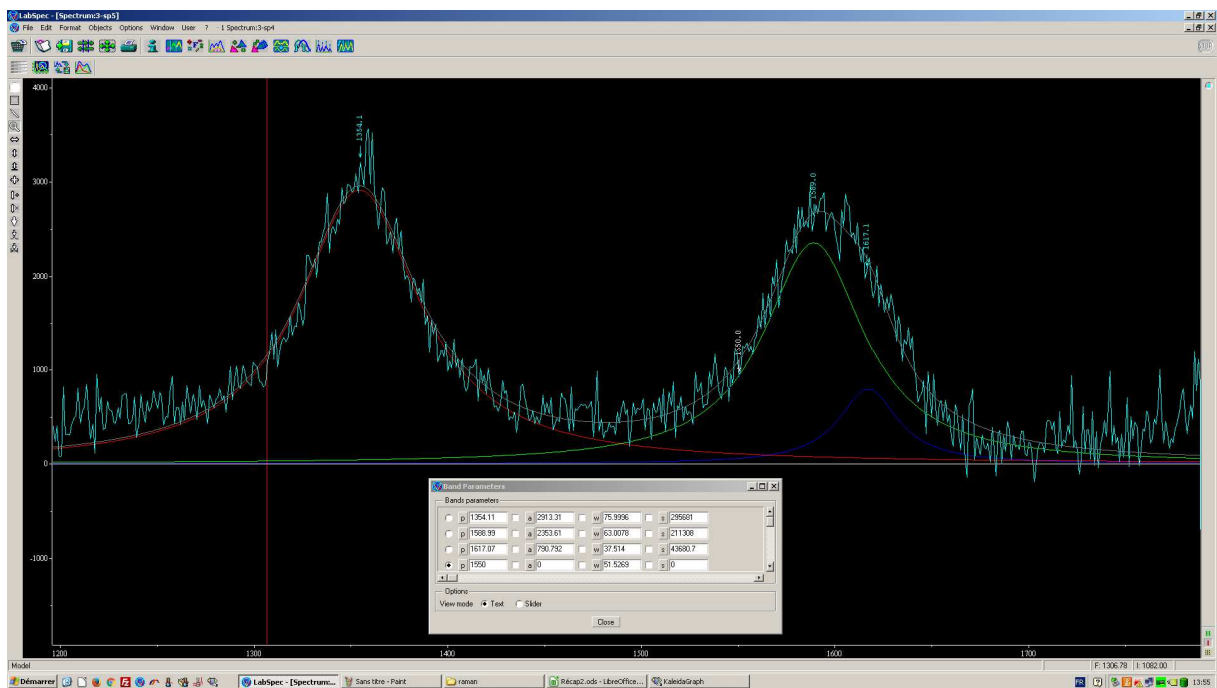 LabSpec - [Spectrum:3-sp5]
File Edit Format Objects Options Window User ? 1 Spectrum:3-sp4
4000
3000
2000
1000
0
-1000
1354.1
1589.0
1617.1
1550.0
Band Parameters
Bands parameters
p 1354.11 a 2913.31 w 75.9996 s 295681
p 1588.99 a 2353.61 w 63.0078 s 211308
p 1617.07 a 790.792 w 37.514 s 43680.7
p 1550 a 0 w 51.5269 s 0
Options
View mode Text Slider
Close
1200 1300 1400 1500 1600 1700
Model F: 1306.78 I: 1082.00
Démarrer LabSpec - [Spectrum:... Sans titre - Paint raman Récap2.ods - LibreOffice... KaleidaGraph FR 13:55